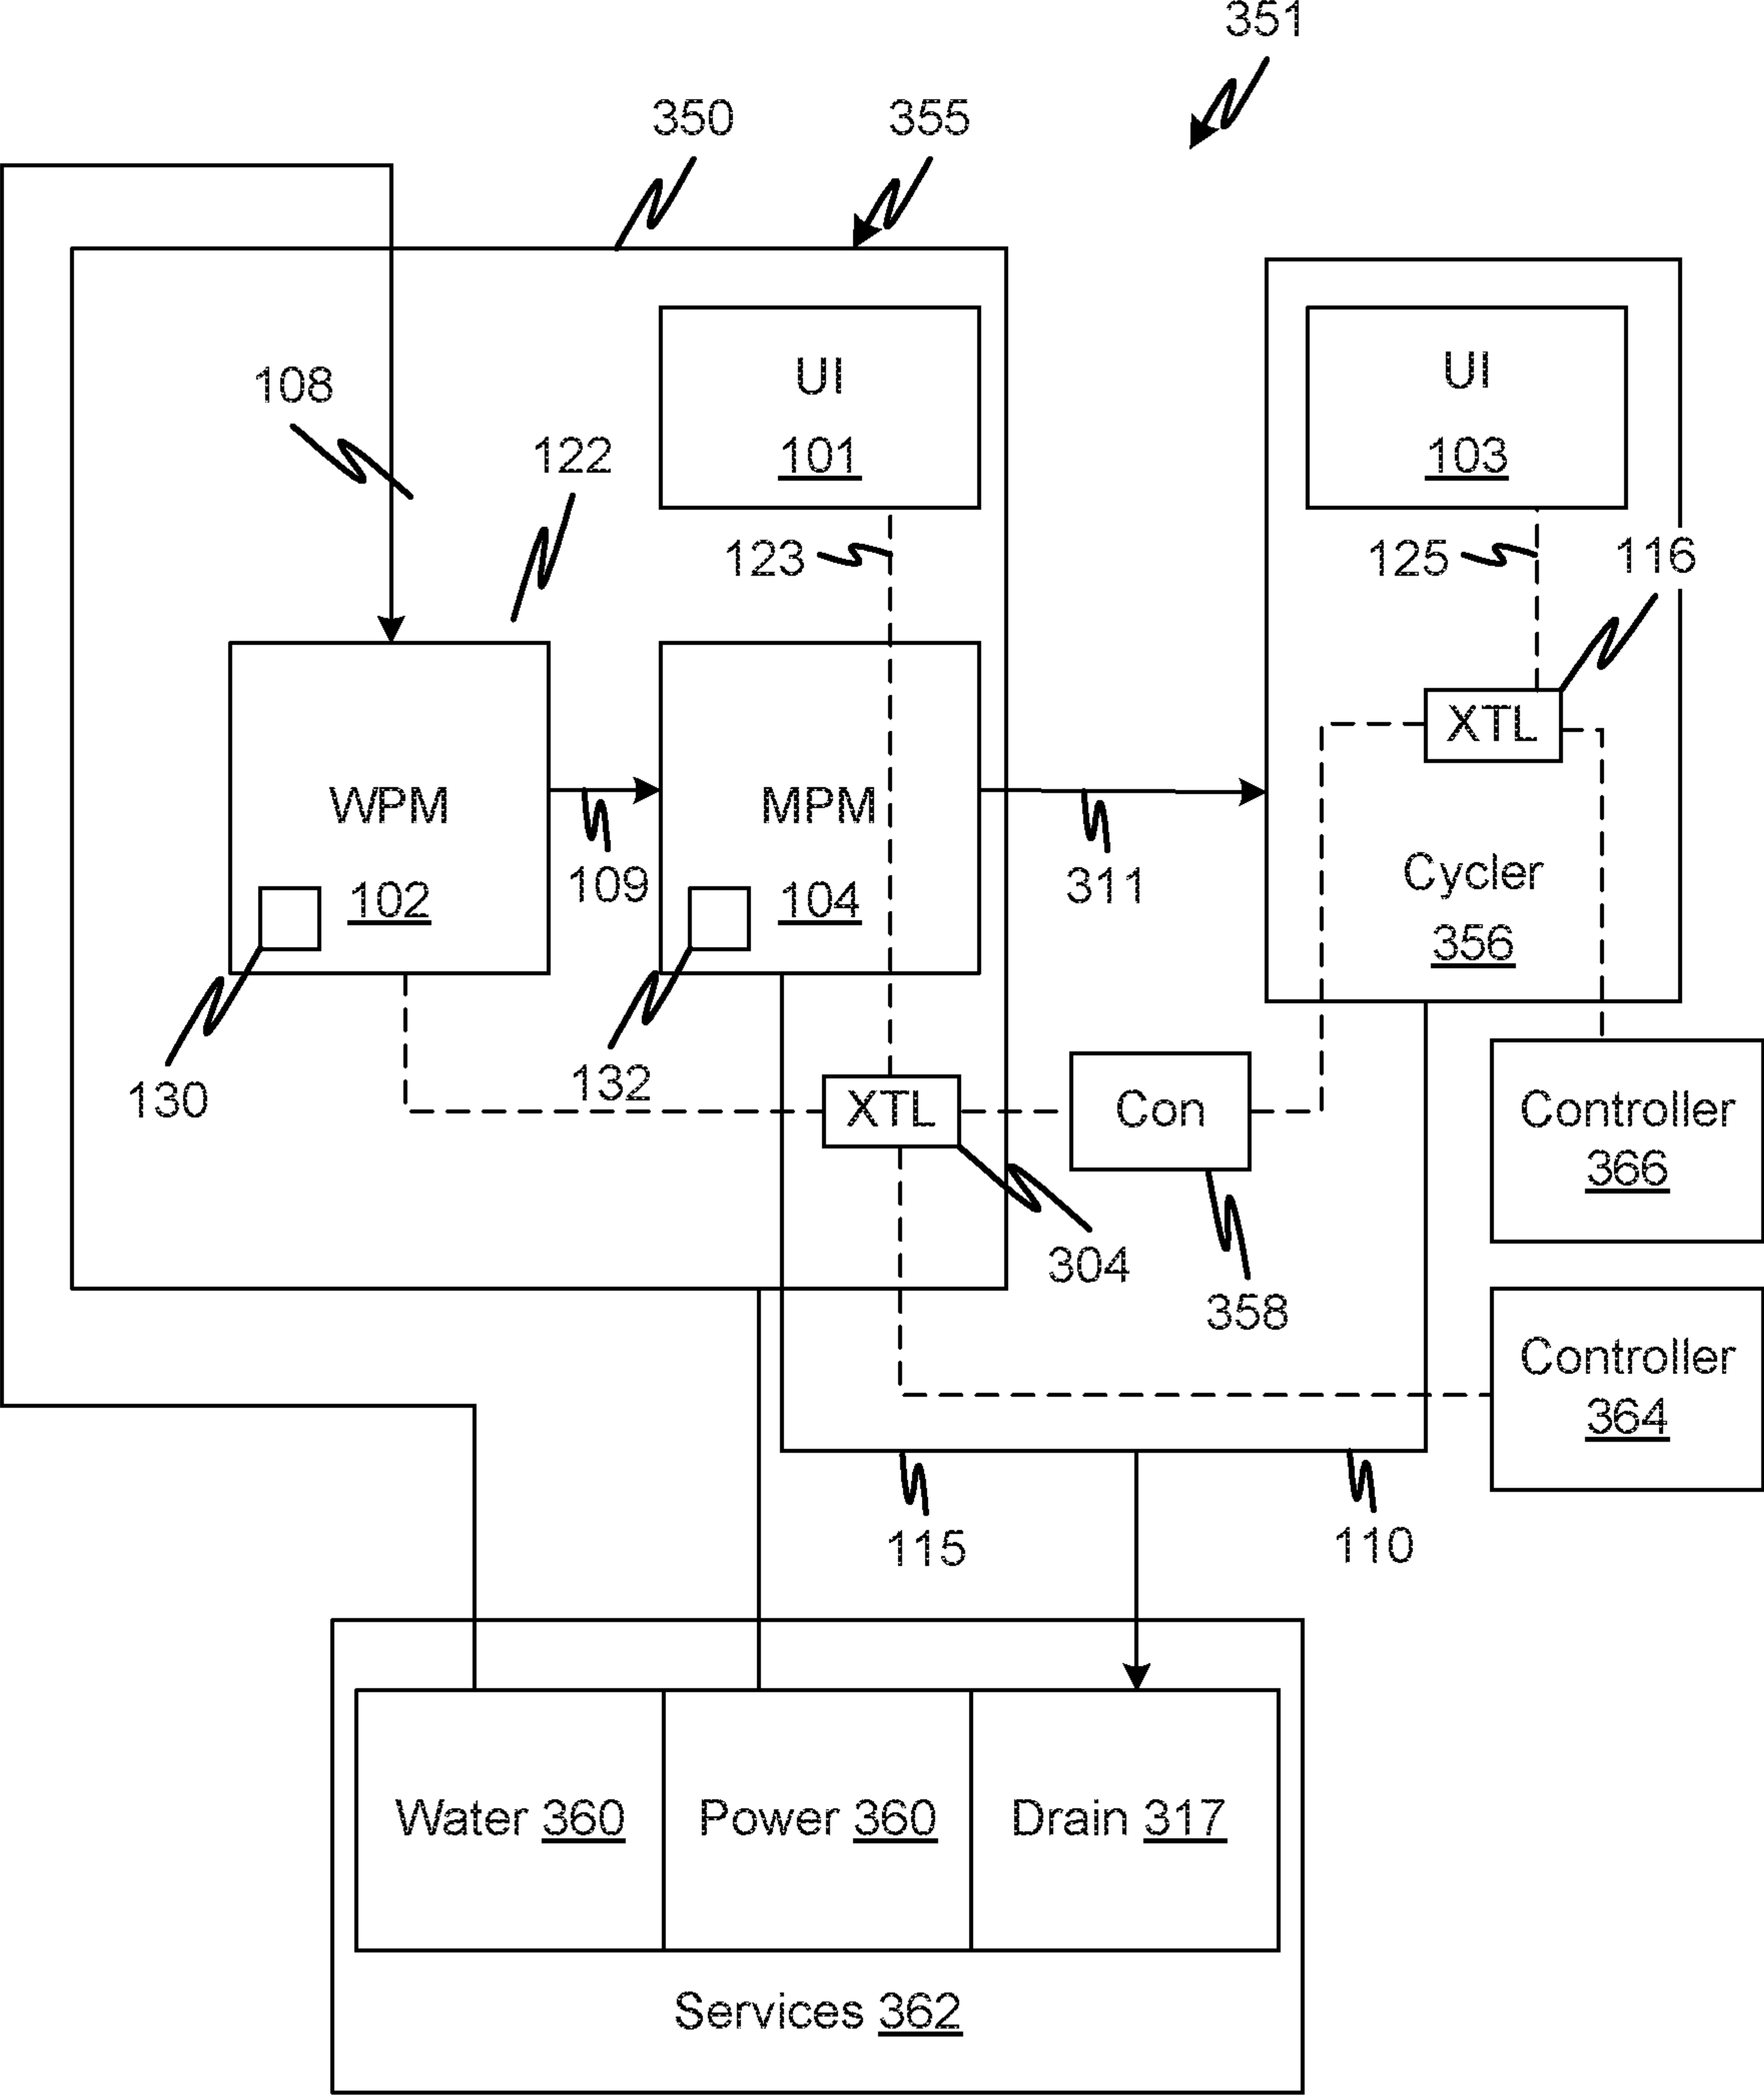 351
350
355
UI
101
UI
103
108
122
123
125
116
XTL
WPM
102
MPM
104
109
311
Cycler
356
130
132
XTL
Con
Controller
366
304
358
Controller
364
115
110
Water 360
Power 360
Drain 317
Services 362